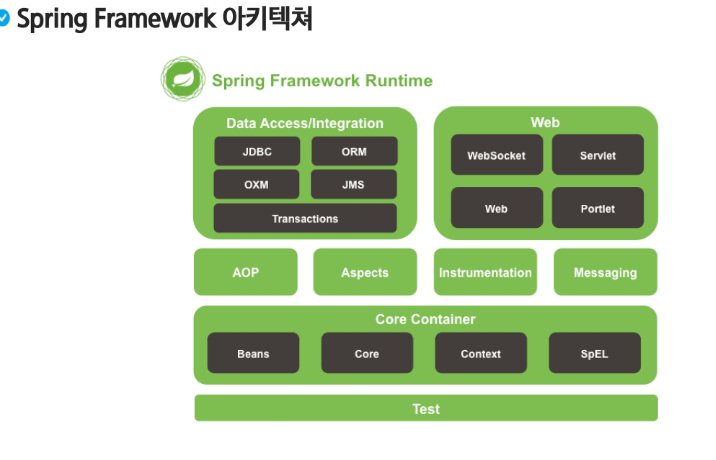 Spring Framework 아키텍쳐
Spring Framework Runtime
Data Access/Integration
JDBC
ORM
OXM
JMS
Transactions
Web
WebSocket
Servlet
Web
Portlet
AOP
Aspects
Instrumentation
Messaging
Core Container
Beans
Core
Context
SpEL
Test